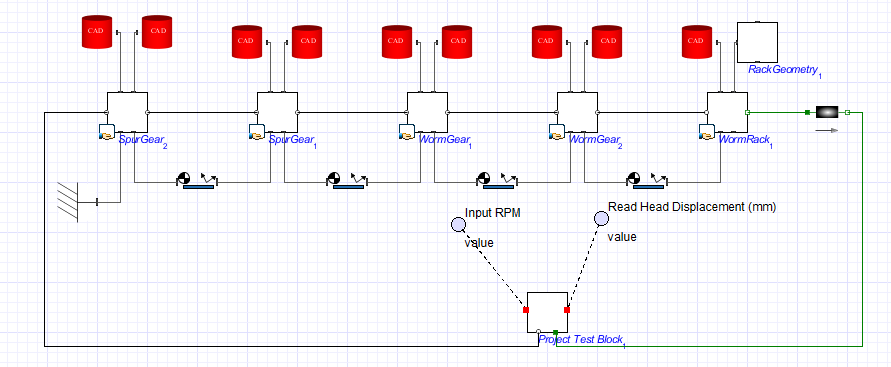 CAD CAD CAD CAD CAD CAD CAD CAD CAD
RackGeometry1
SpurGear2 SpurGear1 WormGear1 WormGear2 WormRack1
Input RPM
value
Read Head Displacement (mm)
value
Project Test Block1